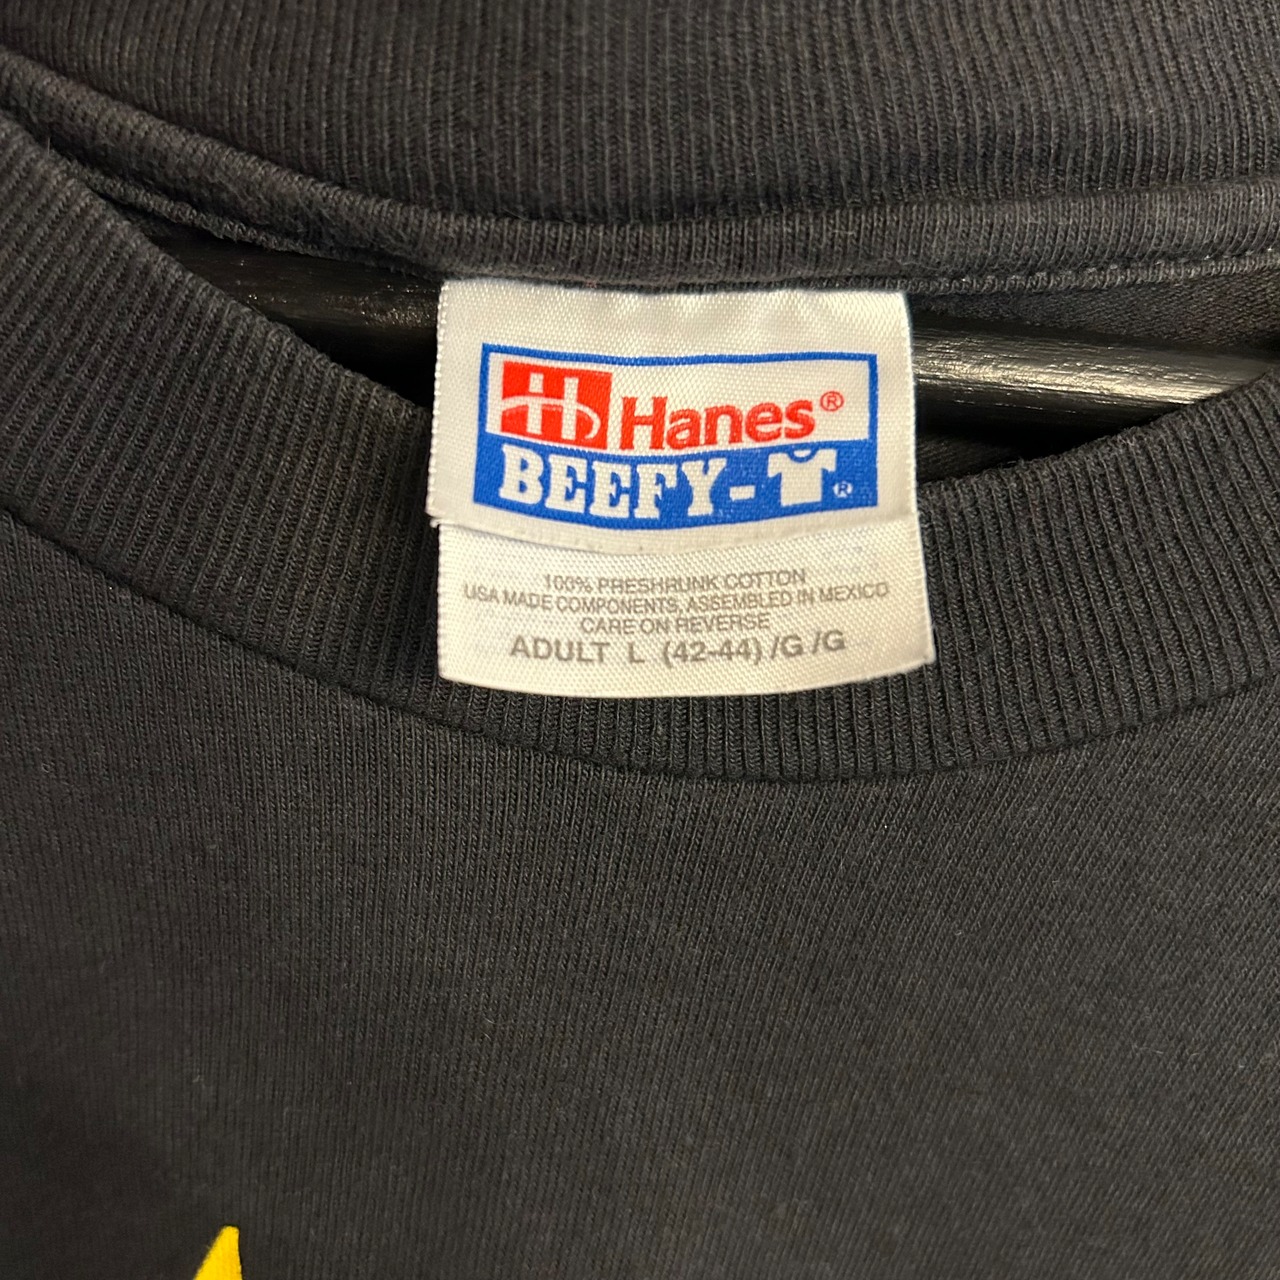 Hanes®
BEEFY-T®
100% PRESHRUNK COTTON
USA MADE COMPONENTS, ASSEMBLED IN MEXICO
CARE ON REVERSE
ADULT L (42-44) /G /G